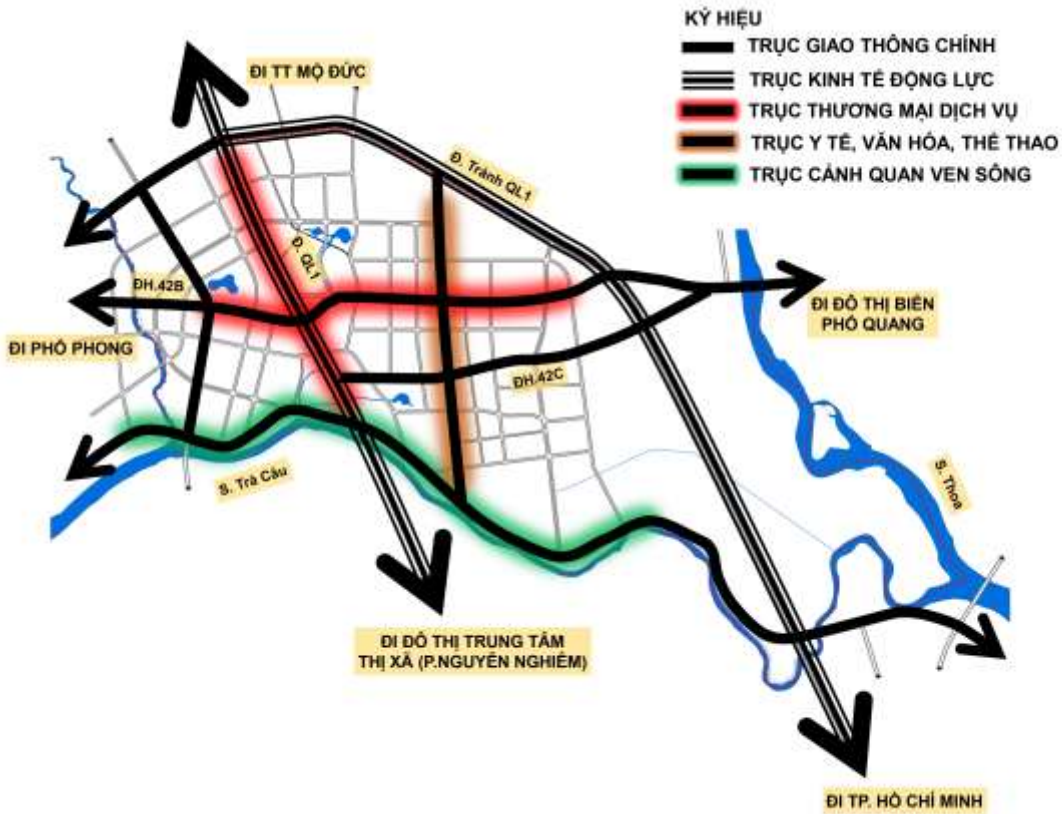 KÝ HIỆU
TRỤC GIAO THÔNG CHÍNH
TRỤC KINH TẾ ĐỘNG LỰC
TRỤC THƯƠNG MẠI DỊCH VỤ
TRỤC Y TẾ, VĂN HÓA, THỂ THAO
TRỤC CẢNH QUAN VEN SÔNG
ĐI TT MỘ ĐỨC
Đ. Tránh QL1
Đ. QL1
ĐH.42B
ĐI PHỔ PHONG
ĐI ĐÔ THỊ BIỂN
PHỔ QUANG
ĐH.42C
S. Trà Câu
S. Thoa
ĐI ĐÔ THỊ TRUNG TÂM
THỊ XÃ (P.NGUYỄN NGHIÊM)
ĐI TP. HỒ CHÍ MINH